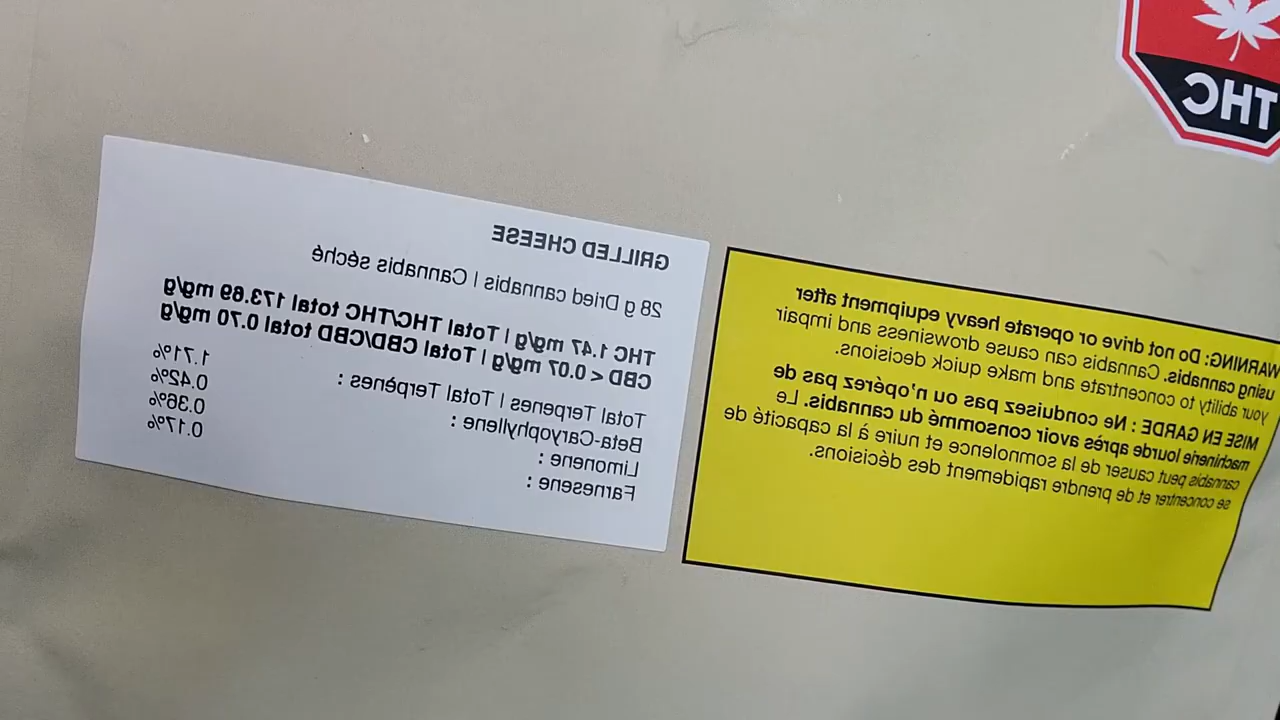 GRILLED CHEESE
28 g Dried cannabis | Cannabis séché
THC 1.47 mg/g | Total THC/THC total 173.69 mg/g
CBD < 0.07 mg/g | Total CBD/CBD total 0.70 mg/g
Total Terpenes | Total Terpènes : 1.71%
Beta-Caryophyllene : 0.42%
Limonene : 0.36%
Farnesene : 0.17%
WARNING: Do not drive or operate heavy equipment after
using cannabis. Cannabis can cause drowsiness and impair
your ability to concentrate and make quick decisions.
MISE EN GARDE : Ne conduisez pas ou n'opérez pas de
machinerie lourde après avoir consommé du cannabis. Le
cannabis peut causer de la somnolence et nuire à la capacité de
se concentrer et de prendre rapidement des décisions.
THC